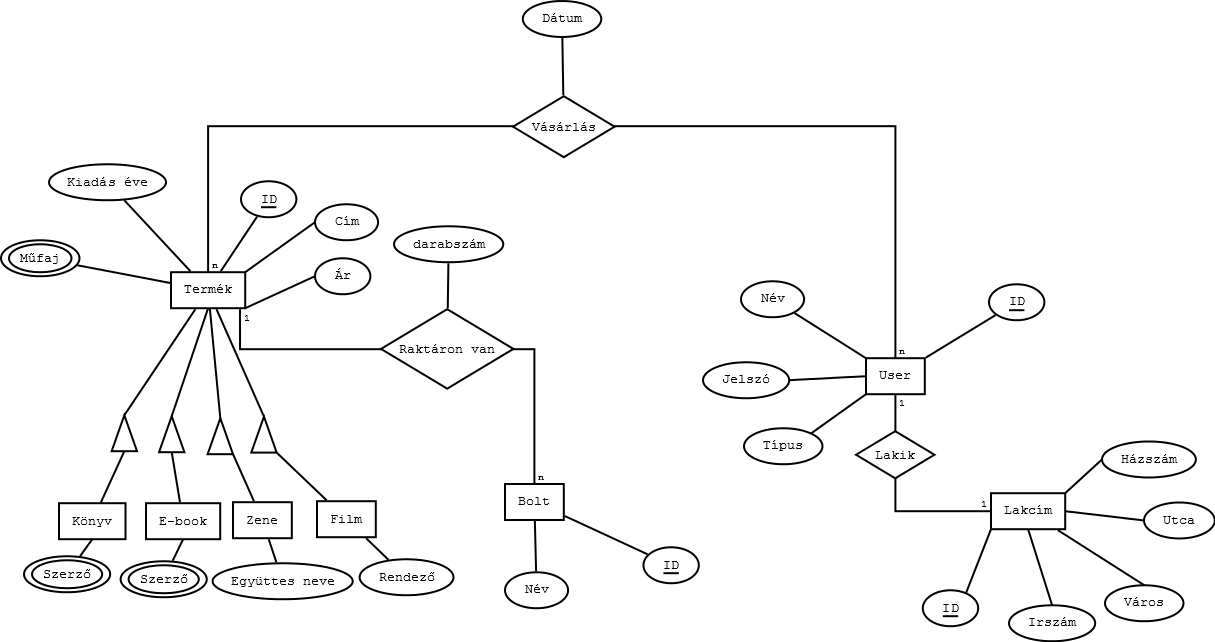 Dátum
Vásárlás
Kiadás éve
ID
Cím
Műfaj
Ár
darabszám
n
Termék
1
Raktáron van
Név
ID
n
Jelszó
User
1
Típus
Lakik
Házszám
n
Bolt
1
Lakcím
Utca
Könyv
E-book
Zene
Film
Szerző
Szerző
Együttes neve
Rendező
Név
ID
ID
Irszám
Város